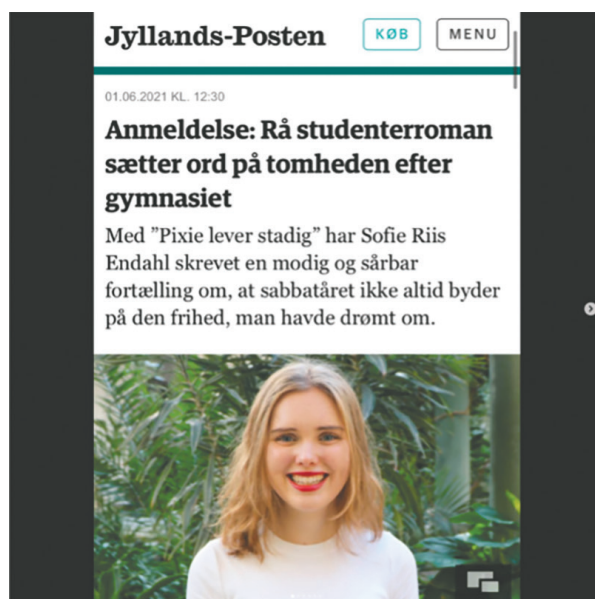 Jyllands-Posten
KØB
MENU
01.06.2021 KL. 12:30
Anmeldelse: Rå studenterroman
sætter ord på tomheden efter
gymnasiet
Med ”Pixie lever stadig” har Sofie Riis
Endahl skrevet en modig og sårbar
fortælling om, at sabbatåret ikke altid byder
på den frihed, man havde drømt om.